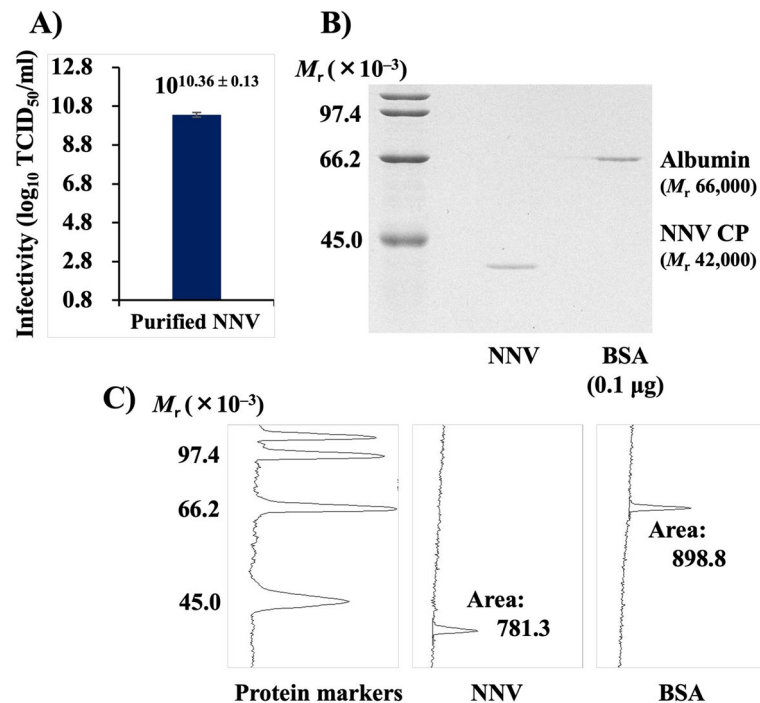 A)
Infectivity (log10 TCID50/ml)
12.8
10.8
8.8
6.8
4.8
2.8
0.8
10^10.36 ± 0.13
Purified NNV
B)
Mr (×10⁻³)
97.4
66.2
45.0
Albumin
(Mr 66,000)
NNV CP
(Mr 42,000)
NNV
BSA
(0.1 μg)
C)
Mr (×10⁻³)
97.4
66.2
45.0
Area:
781.3
Area:
898.8
Protein markers
NNV
BSA